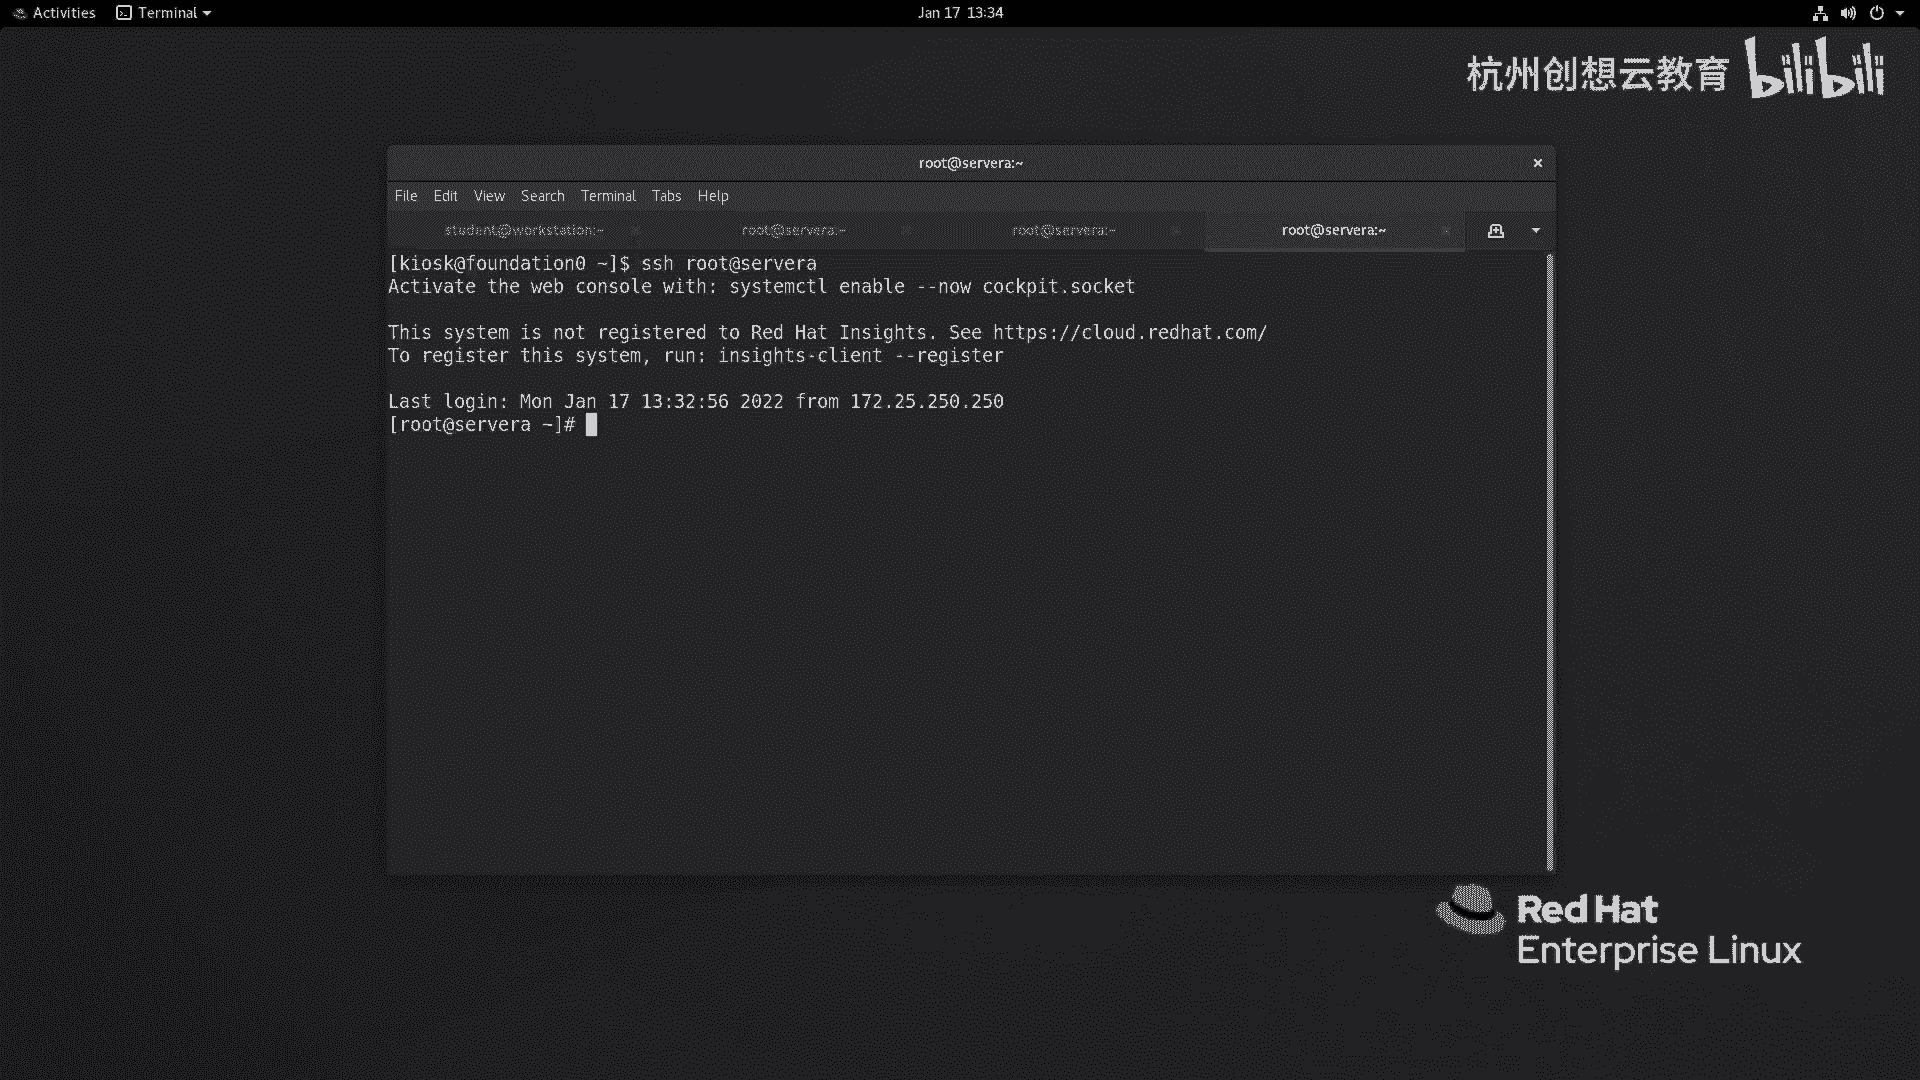 Activities Terminal Jan 17 13:34
杭州创想云教育 bilibili
root@servera:~
File Edit View Search Terminal Tabs Help
student@workstation:~ root@servera:~ root@servera:~ root@servera:~
[kiosk@foundation0 ~]$ ssh root@servera
Activate the web console with: systemctl enable --now cockpit.socket
This system is not registered to Red Hat Insights. See https://cloud.redhat.com/
To register this system, run: insights-client --register
Last login: Mon Jan 17 13:32:56 2022 from 172.25.250.250
[root@servera ~]#
Red Hat
Enterprise Linux